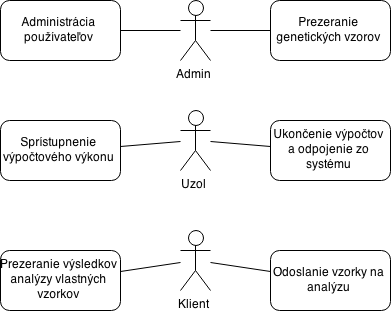 Administrácia
používateľov
Prezeranie
genetických vzorov
Admin
Spristupnenie
výpočtového výkonu
Ukončenie výpočtov
a odpojenie zo
systému
Uzol
Prezeranie výsledkov
analýzy vlastných
vzorkov
Odoslanie vzorky na
analýzu
Klient